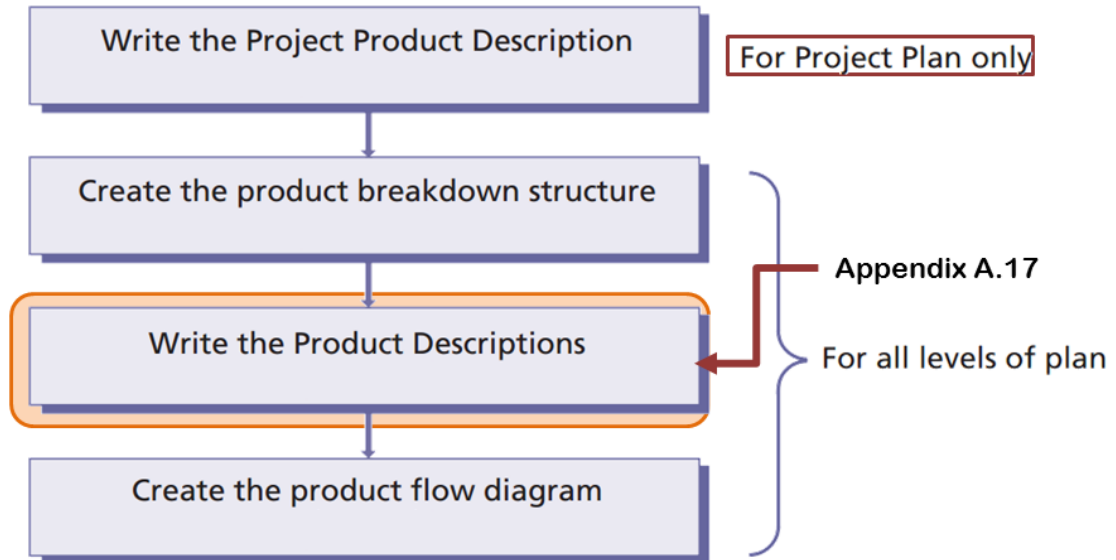 Write the Project Product Description
For Project Plan only
Create the product breakdown structure
Appendix A.17
Write the Product Descriptions
For all levels of plan
Create the product flow diagram